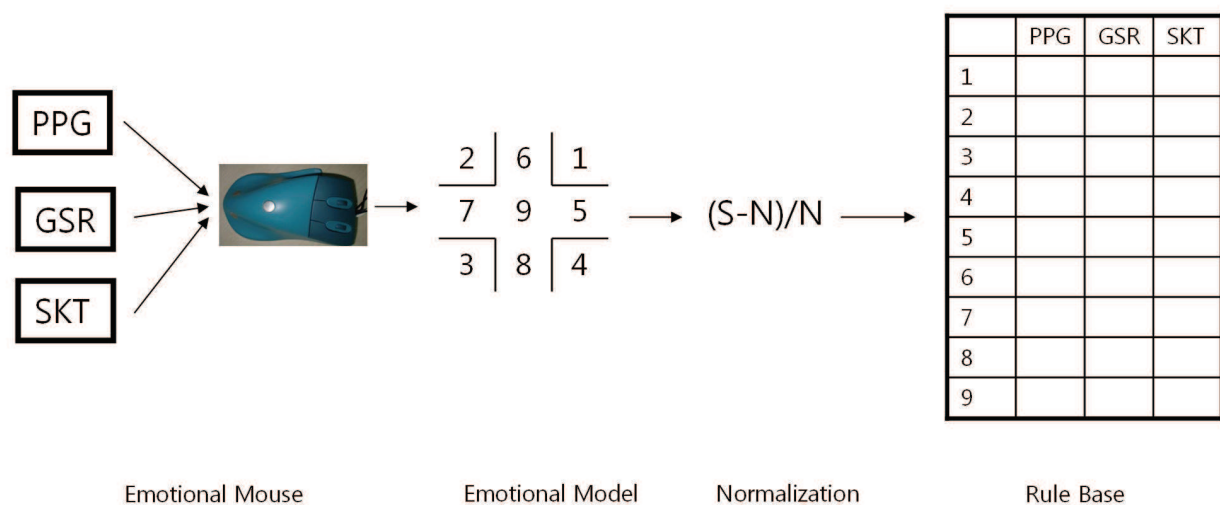 PPG
GSR
SKT
2 6 1
7 9 5
3 8 4
(S-N)/N
PPG GSR SKT
1
2
3
4
5
6
7
8
9
Emotional Mouse
Emotional Model
Normalization
Rule Base